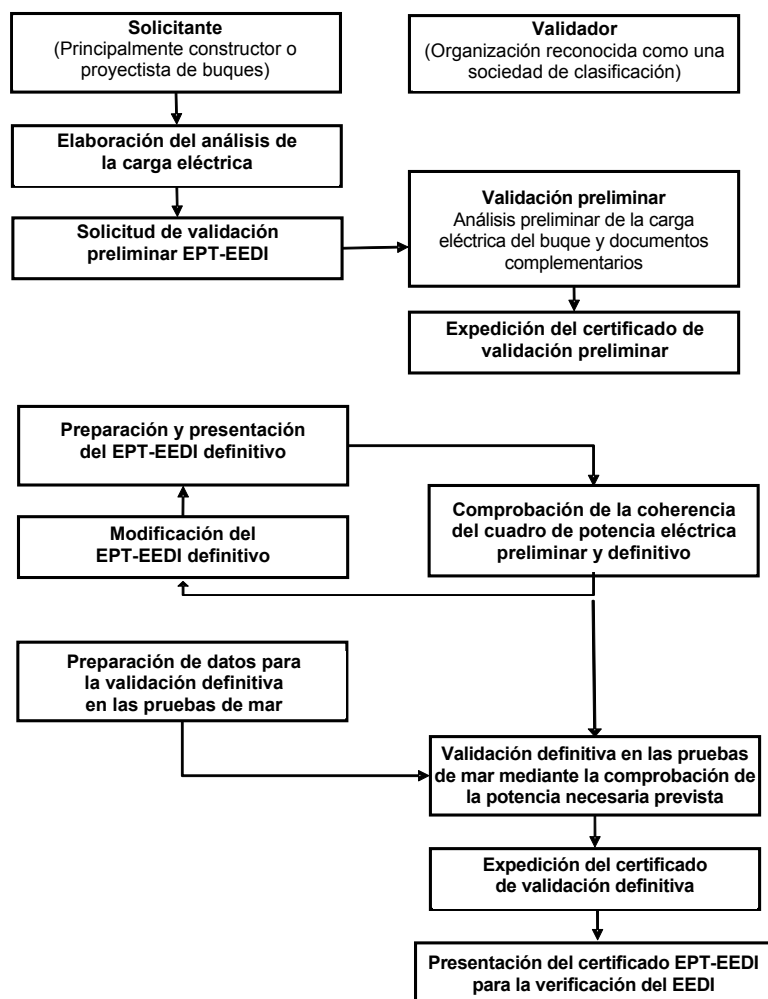 Solicitante
(Principalmente constructor o
proyectista de buques)
Validador
(Organización reconocida como una
sociedad de clasificación)
Elaboración del análisis de
la carga eléctrica
Solicitud de validación
preliminar EPT-EEDI
Validación preliminar
Análisis preliminar de la carga
eléctrica del buque y documentos
complementarios
Expedición del certificado de
validación preliminar
Preparación y presentación
del EPT-EEDI definitivo
Modificación del
EPT-EEDI definitivo
Comprobación de la coherencia
del cuadro de potencia eléctrica
preliminar y definitivo
Preparación de datos para
la validación definitiva
en las pruebas de mar
Validación definitiva en las pruebas
de mar mediante la comprobación de
la potencia necesaria prevista
Expedición del certificado
de validación definitiva
Presentación del certificado EPT-EEDI
para la verificación del EEDI